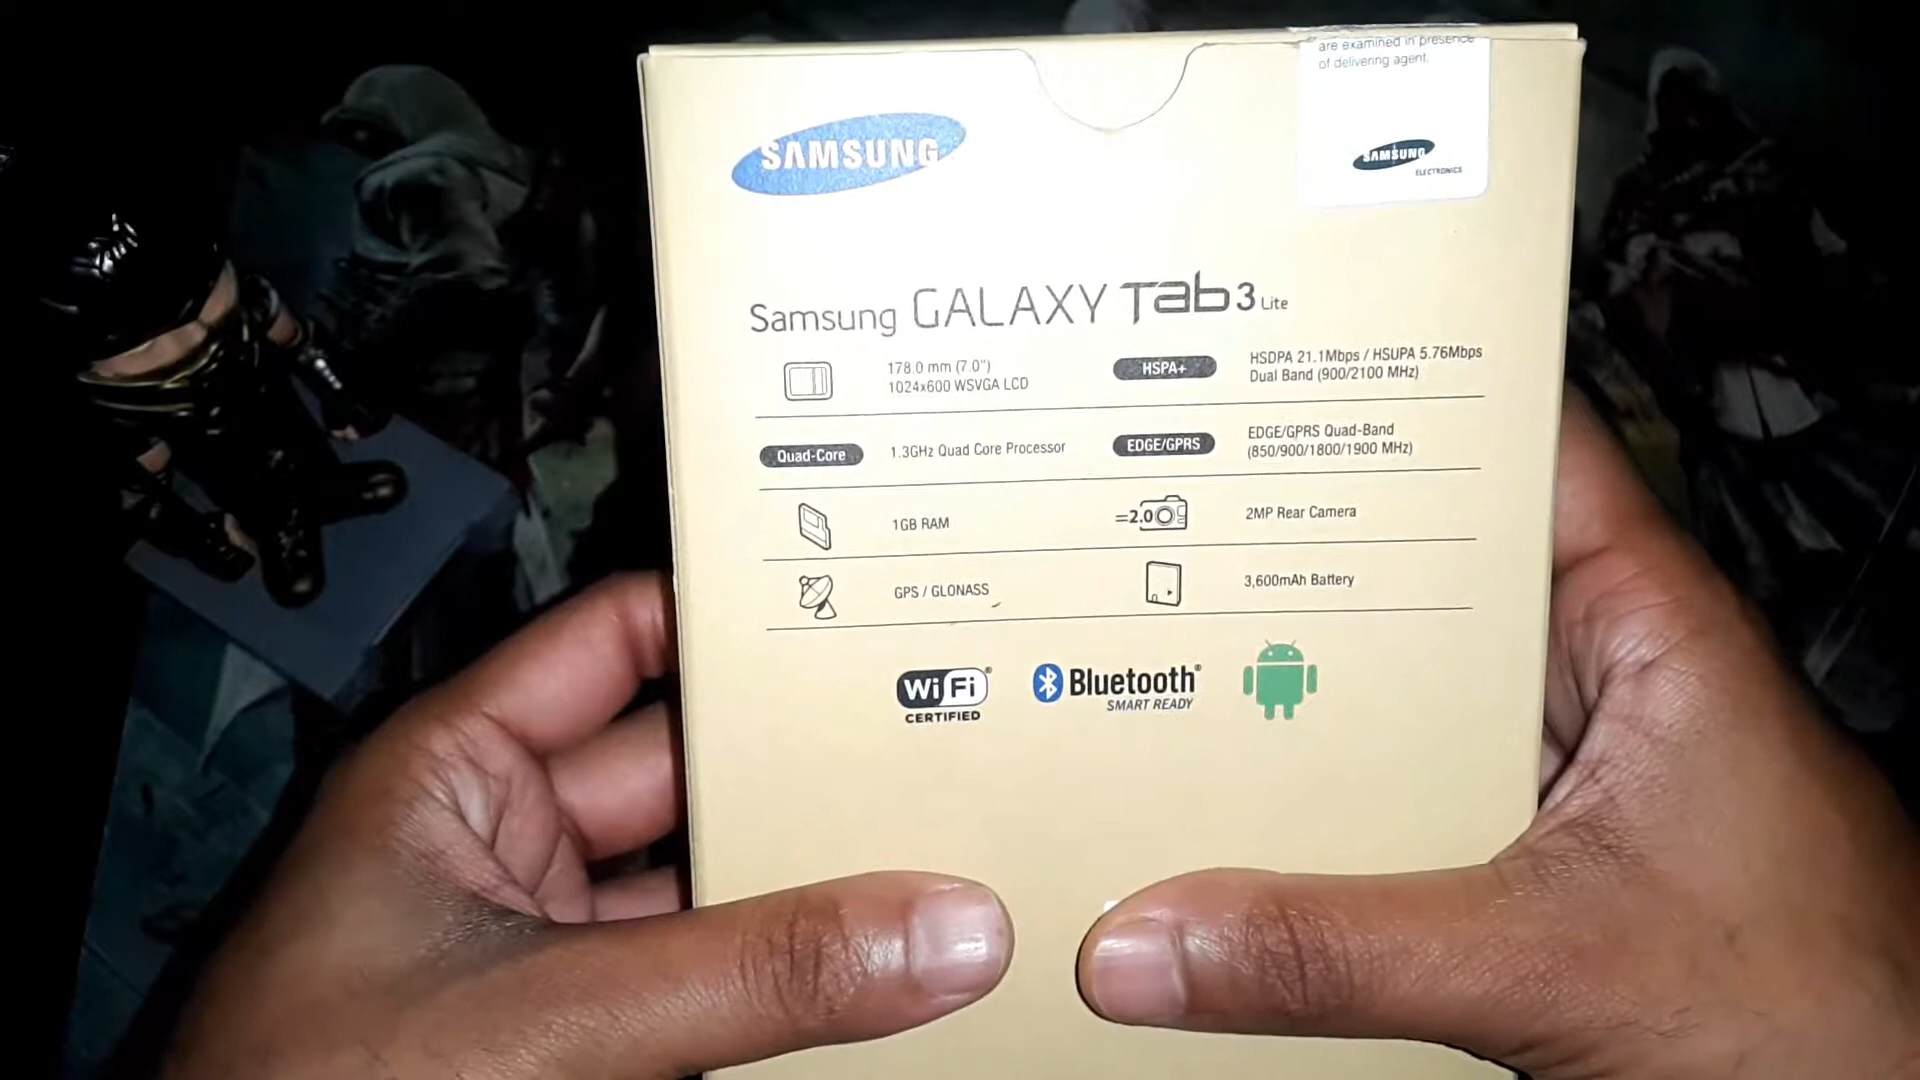 are examined in presence
of delivering agent.
SAMSUNG
SAMSUNG
ELECTRONICS
Samsung GALAXY Tab3 Lite
178.0 mm (7.0")
1024x600 WSVGA LCD
HSPA+
HSDPA 21.1Mbps / HSUPA 5.76Mbps
Dual Band (900/2100 MHz)
Quad-Core
1.3GHz Quad Core Processor
EDGE/GPRS
EDGE/GPRS Quad-Band
(850/900/1800/1900 MHz)
1GB RAM
=2.0
2MP Rear Camera
GPS / GLONASS
3,600mAh Battery
Wi Fi®
CERTIFIED
Bluetooth®
SMART READY